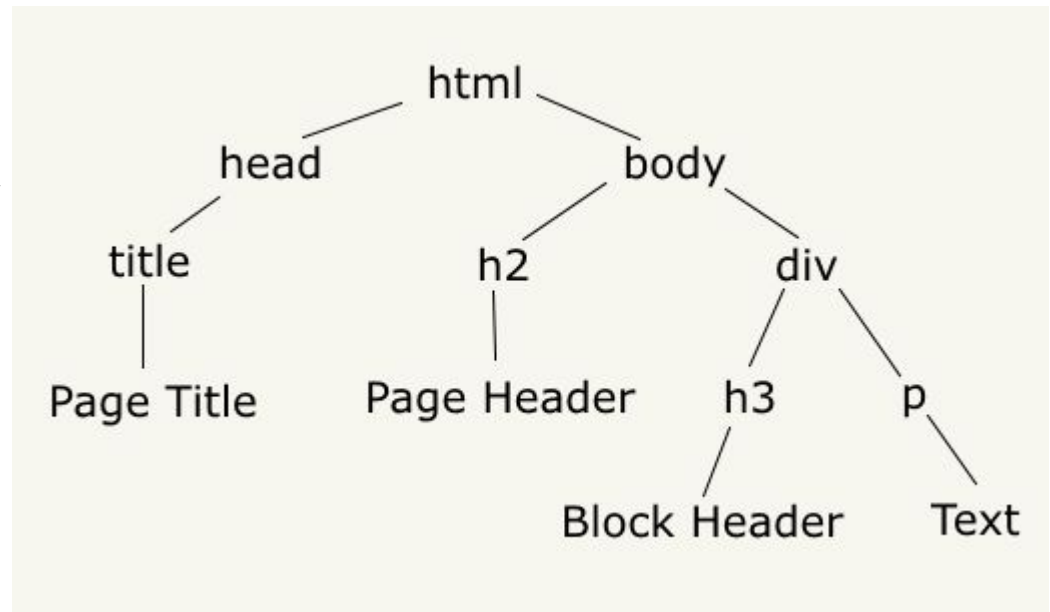 html
head body
title h2 div
Page Title Page Header h3 p
Block Header Text